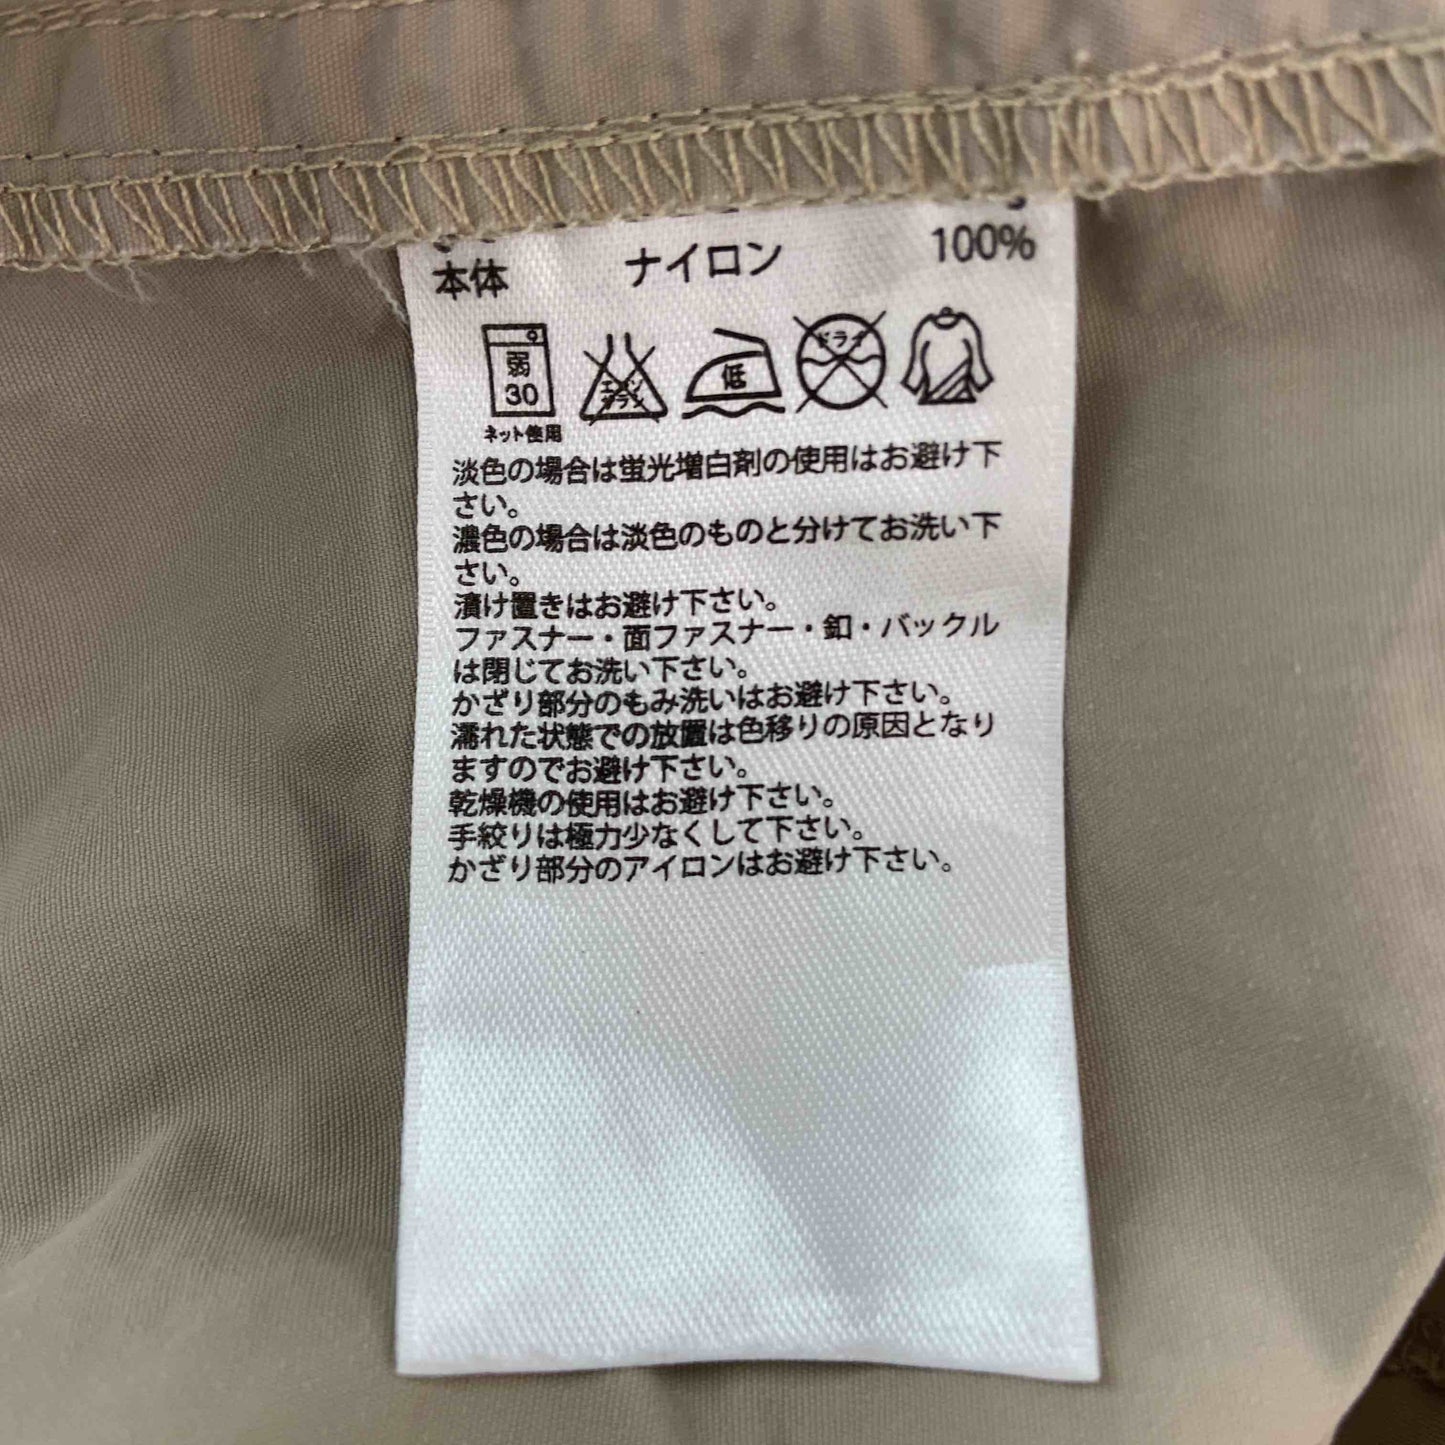 本体 ナイロン 100%
弱 エンソサラシ 低 ドライ
30
ネット使用
淡色の場合は蛍光増白剤の使用はお避け下
さい。
濃色の場合は淡色のものと分けてお洗い下
さい。
漬け置きはお避け下さい。
ファスナー・面ファスナー・釦・バックル
は閉じてお洗い下さい。
かざり部分のもみ洗いはお避け下さい。
濡れた状態での放置は色移りの原因となり
ますのでお避け下さい。
乾燥機の使用はお避け下さい。
手絞りは極力少なくして下さい。
かざり部分のアイロンはお避け下さい。